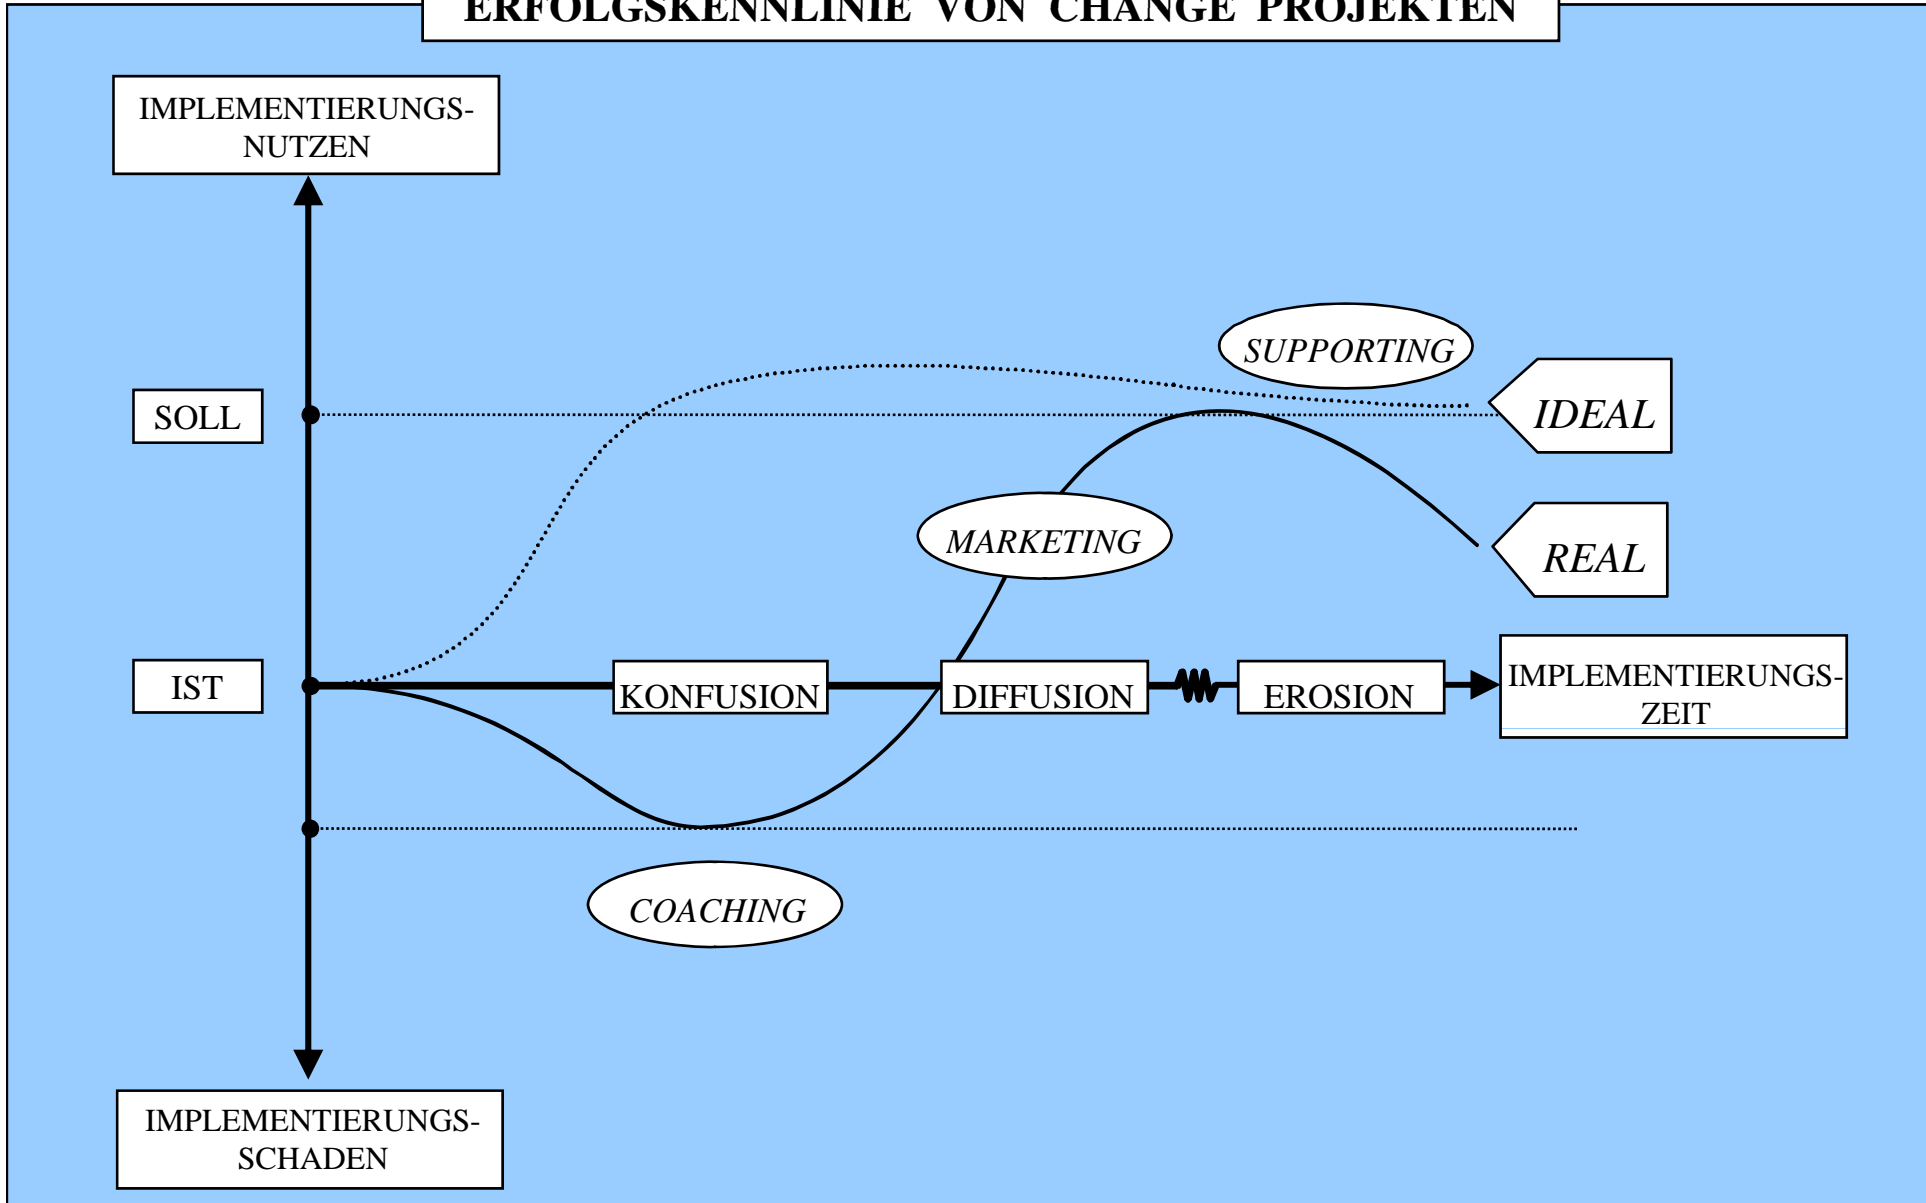 ERFOLGSKENNLINIE VON CHANGE PROJEKTEN
IMPLEMENTIERUNGS-
NUTZEN
SUPPORTING
SOLL
IDEAL
MARKETING
REAL
IST
KONFUSION
DIFFUSION
EROSION
IMPLEMENTIERUNGS-
ZEIT
COACHING
IMPLEMENTIERUNGS-
SCHADEN